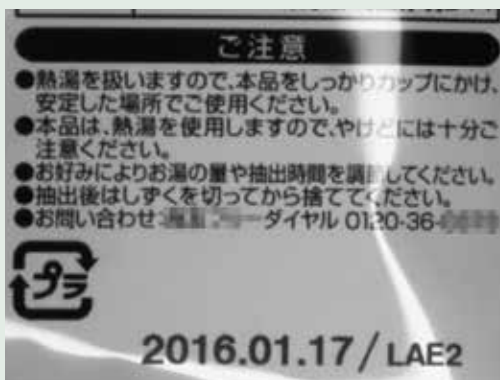 ご注意
●熱湯を扱いますので、本品をしっかりカップにかけ、
安定した場所でご使用ください。
●本品は、熱湯を使用しますので、やけどには十分ご
注意ください。
●お好みによりお湯の量や抽出時間を調節してください。
●抽出後はしずくを切ってから捨ててください。
●お問い合わせ ーダイヤル 0120-36-
プラ
2016.01.17/LAE2